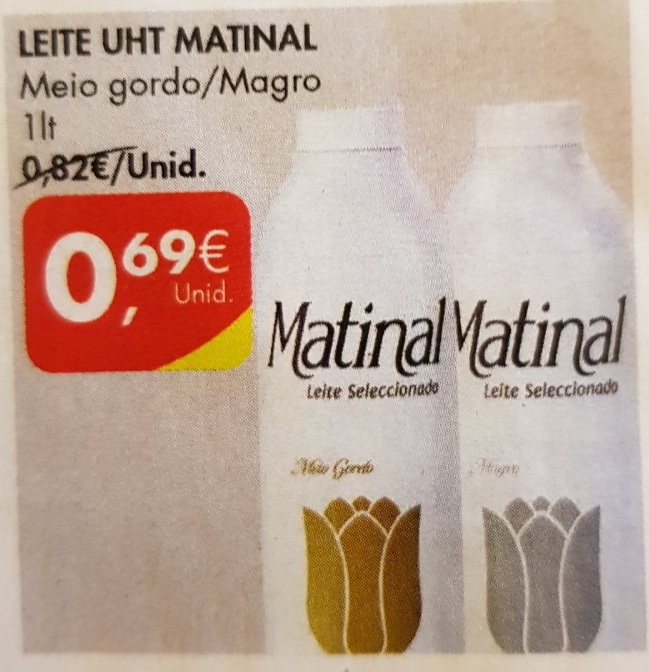 LEITE UHT MATINAL
Meio gordo/Magro
1lt
0,82€/Unid.
0,69€
Unid.
Matinal
Leite Seleccionado
Meio Gordo
Matinal
Leite Seleccionado
Magro